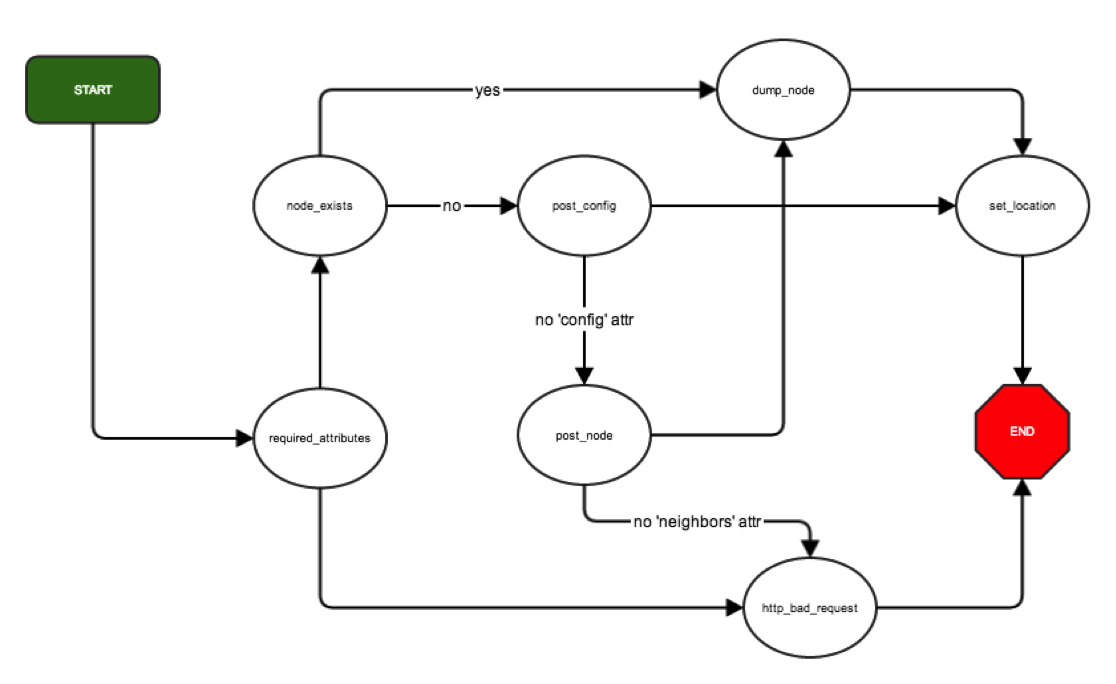 START
yes
dump_node
node_exists
no
post_config
set_location
no 'config' attr
required_attributes
post_node
END
no 'neighbors' attr
http_bad_request